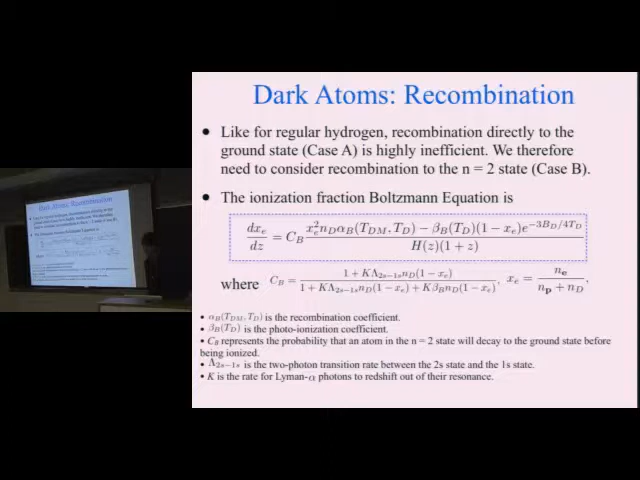 Dark Atoms: Recombination
• Like for regular hydrogen, recombination directly to the
ground state (Case A) is highly inefficient. We therefore
need to consider recombination to the n = 2 state (Case B).
• The ionization fraction Boltzmann Equation is
dx_e/dz = C_B (x_e^2 n_D α_B(T_DM, T_D) − β_B(T_D)(1 − x_e)e^{−3B_D/4T_D}) / (H(z)(1 + z))
where C_B = (1 + KΛ_{2s−1s}n_D(1 − x_e)) / (1 + KΛ_{2s−1s}n_D(1 − x_e) + Kβ_B n_D(1 − x_e)), x_e = n_e / (n_p + n_D),
• α_B(T_DM, T_D) is the recombination coefficient.
• β_B(T_D) is the photo-ionization coefficient.
• C_B represents the probability that an atom in the n = 2 state will decay to the ground state before
being ionized.
• Λ_{2s−1s} is the two-photon transition rate between the 2s state and the 1s state.
• K is the rate for Lyman-α photons to redshift out of their resonance.
Dark Atoms: Recombination